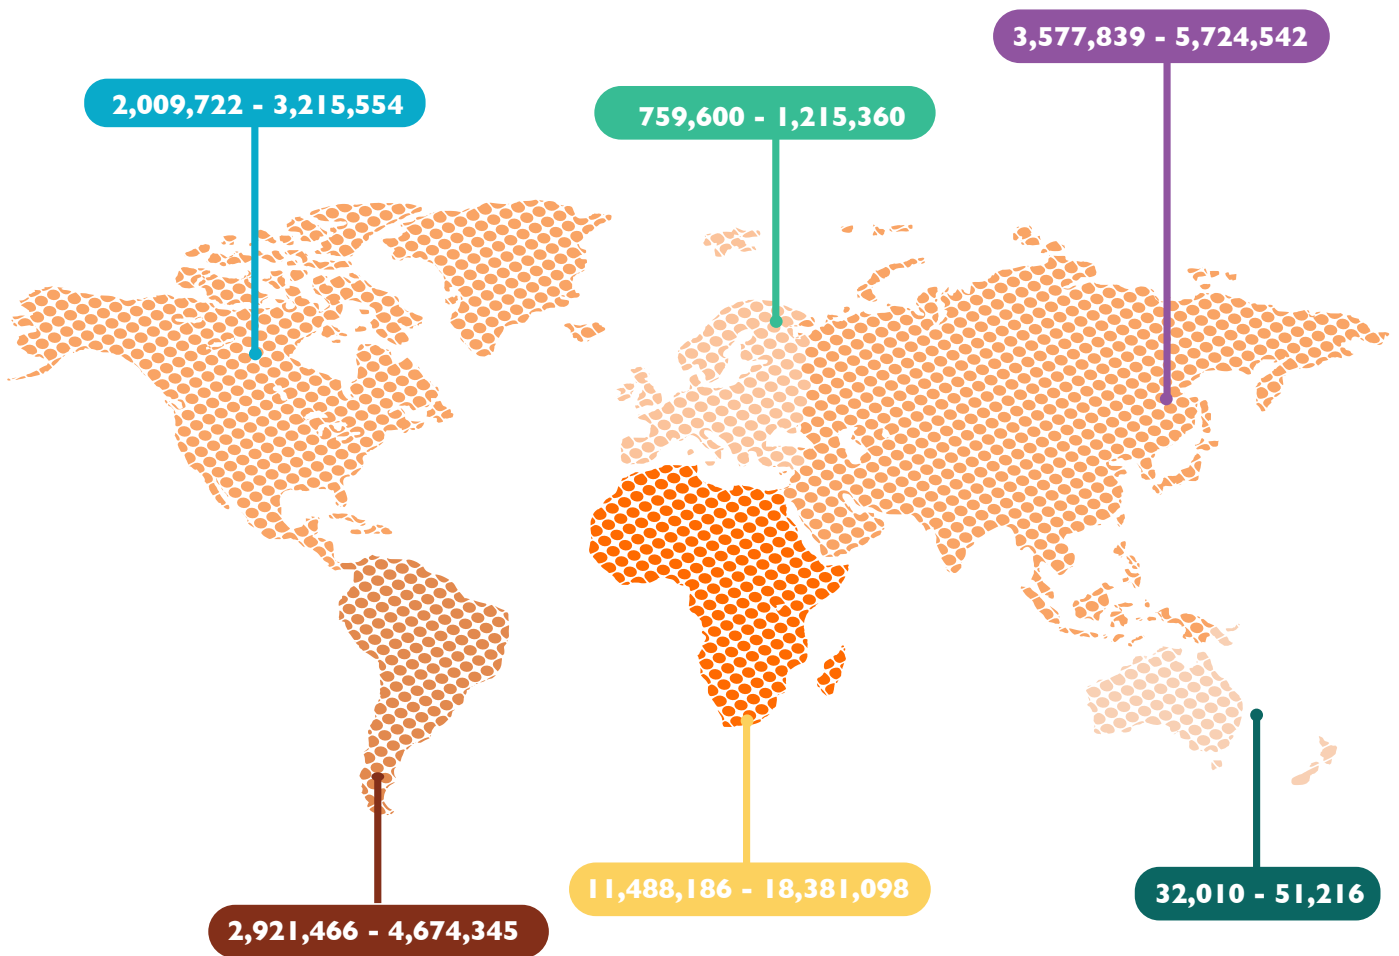 3,577,839 - 5,724,542
2,009,722 - 3,215,554
759,600 - 1,215,360
11,488,186 - 18,381,098
32,010 - 51,216
2,921,466 - 4,674,345